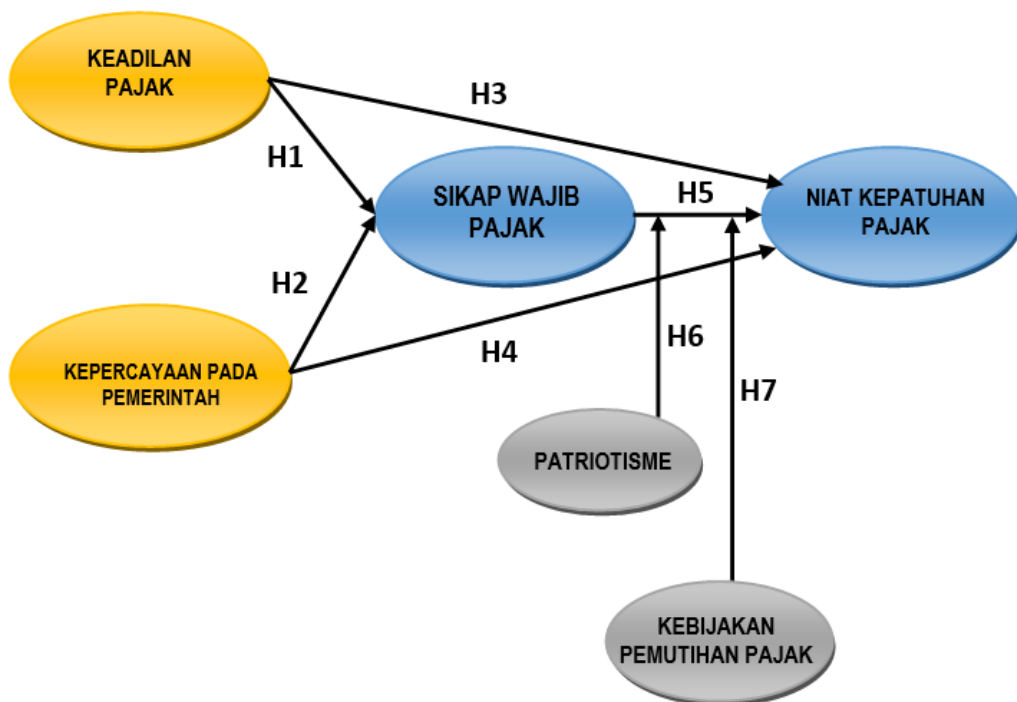 KEADILAN
PAJAK
H3
H1
SIKAP WAJIB
PAJAK
H5
NIAT KEPATUHAN
PAJAK
H2
H4
KEPERCAYAAN PADA
PEMERINTAH
H6
H7
PATRIOTISME
KEBIJAKAN
PEMUTIHAN PAJAK